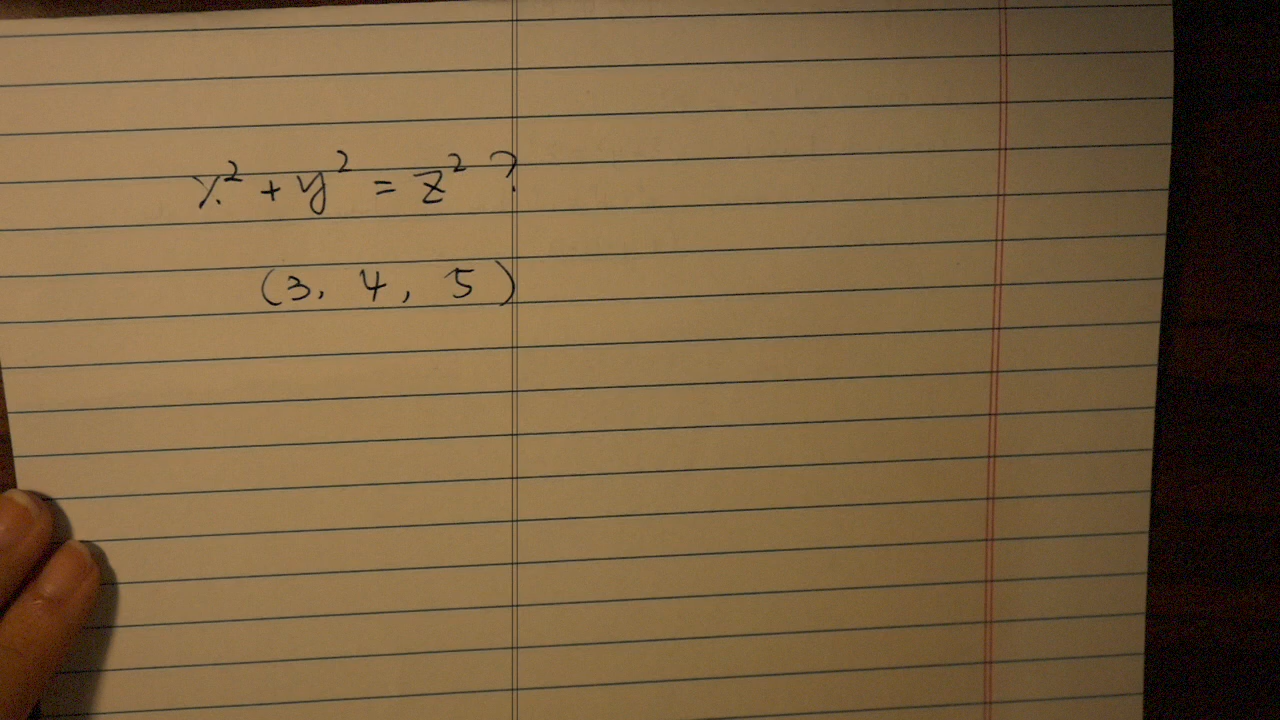 x² + y² = z² ?
(3, 4, 5)